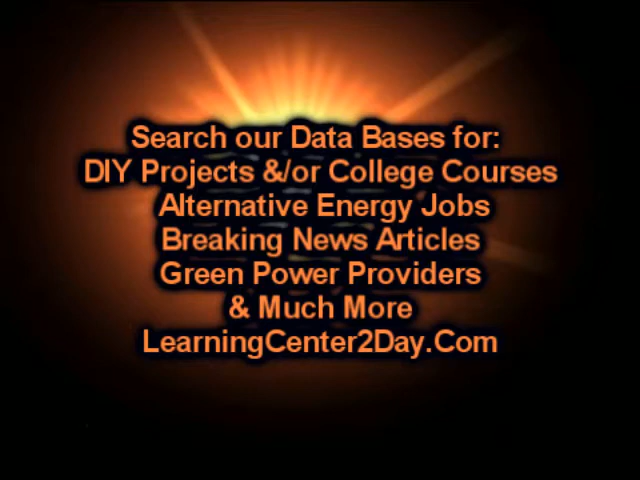 Search our Data Bases for:
DIY Projects &/or College Courses
Alternative Energy Jobs
Breaking News Articles
Green Power Providers
& Much More
LearningCenter2Day.Com